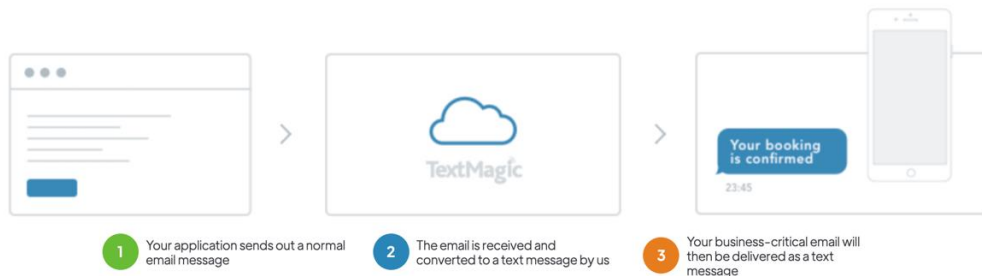 TextMagic
Your booking
is confirmed
23:45
1
Your application sends out a normal
email message
2
The email is received and
converted to a text message by us
3
Your business-critical email will
then be delivered as a text
message